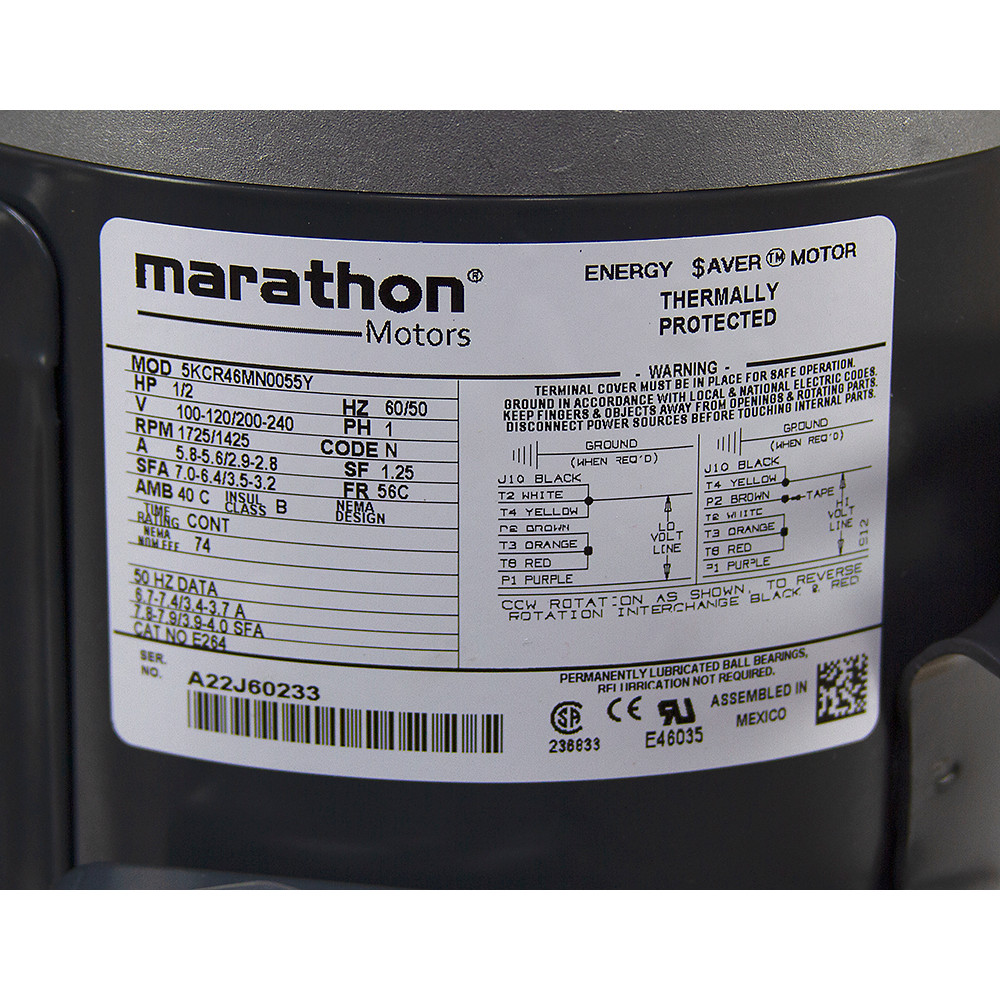 marathon®
Motors
ENERGY $AVER™ MOTOR
THERMALLY
PROTECTED
MOD 5KCR46MN0055Y
HP 1/2
V 100-120/200-240 HZ 60/50
RPM 1725/1425 PH 1
A 5.8-5.6/2.9-2.8 CODE N
SFA 7.0-6.4/3.5-3.2 SF 1.25
AMB 40 C INSUL CLASS B FR 56C
TIME RATING CONT NEMA DESIGN
NEMA NOM EFF 74
50 HZ DATA
6.7-7.4/3.4-3.7 A
7.8-7.9/3.9-4.0 SFA
CAT NO E264
- WARNING -
TERMINAL COVER MUST BE IN PLACE FOR SAFE OPERATION.
GROUND IN ACCORDANCE WITH LOCAL & NATIONAL ELECTRIC CODES.
KEEP FINGERS & OBJECTS AWAY FROM OPENINGS & ROTATING PARTS.
DISCONNECT POWER SOURCES BEFORE TOUCHING INTERNAL PARTS.
GROUND
(WHEN REQ'D)
J10 BLACK
T2 WHITE
T4 YELLOW
P2 BROWN
T3 ORANGE
T8 RED
P1 PURPLE
LO
VOLT
LINE
GROUND
(WHEN REQ'D)
J10 BLACK
T4 YELLOW
P2 BROWN
TAPE
T2 WHITE
T3 ORANGE
T8 RED
P1 PURPLE
HI
VOLT
LINE
912
CCW ROTATION AS SHOWN, TO REVERSE
ROTATION INTERCHANGE BLACK & RED
SER.
NO. A22J60233
PERMANENTLY LUBRICATED BALL BEARINGS,
RELUBRICATION NOT REQUIRED.
236833
E46035
ASSEMBLED IN
MEXICO